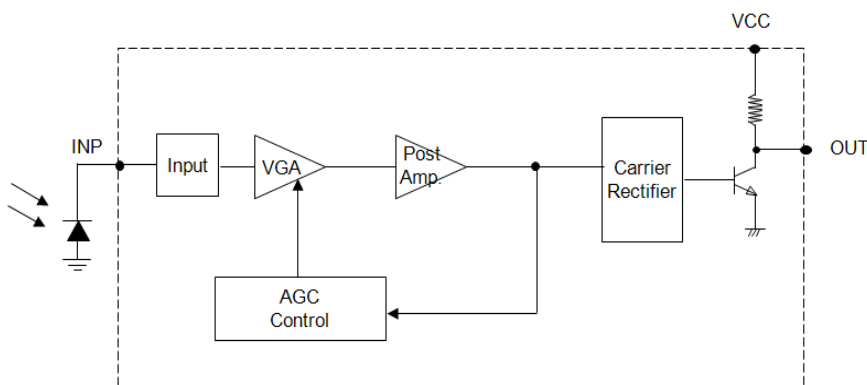 VCC
INP
Input
VGA
Post
Amp.
Carrier
Rectifier
OUT
AGC
Control